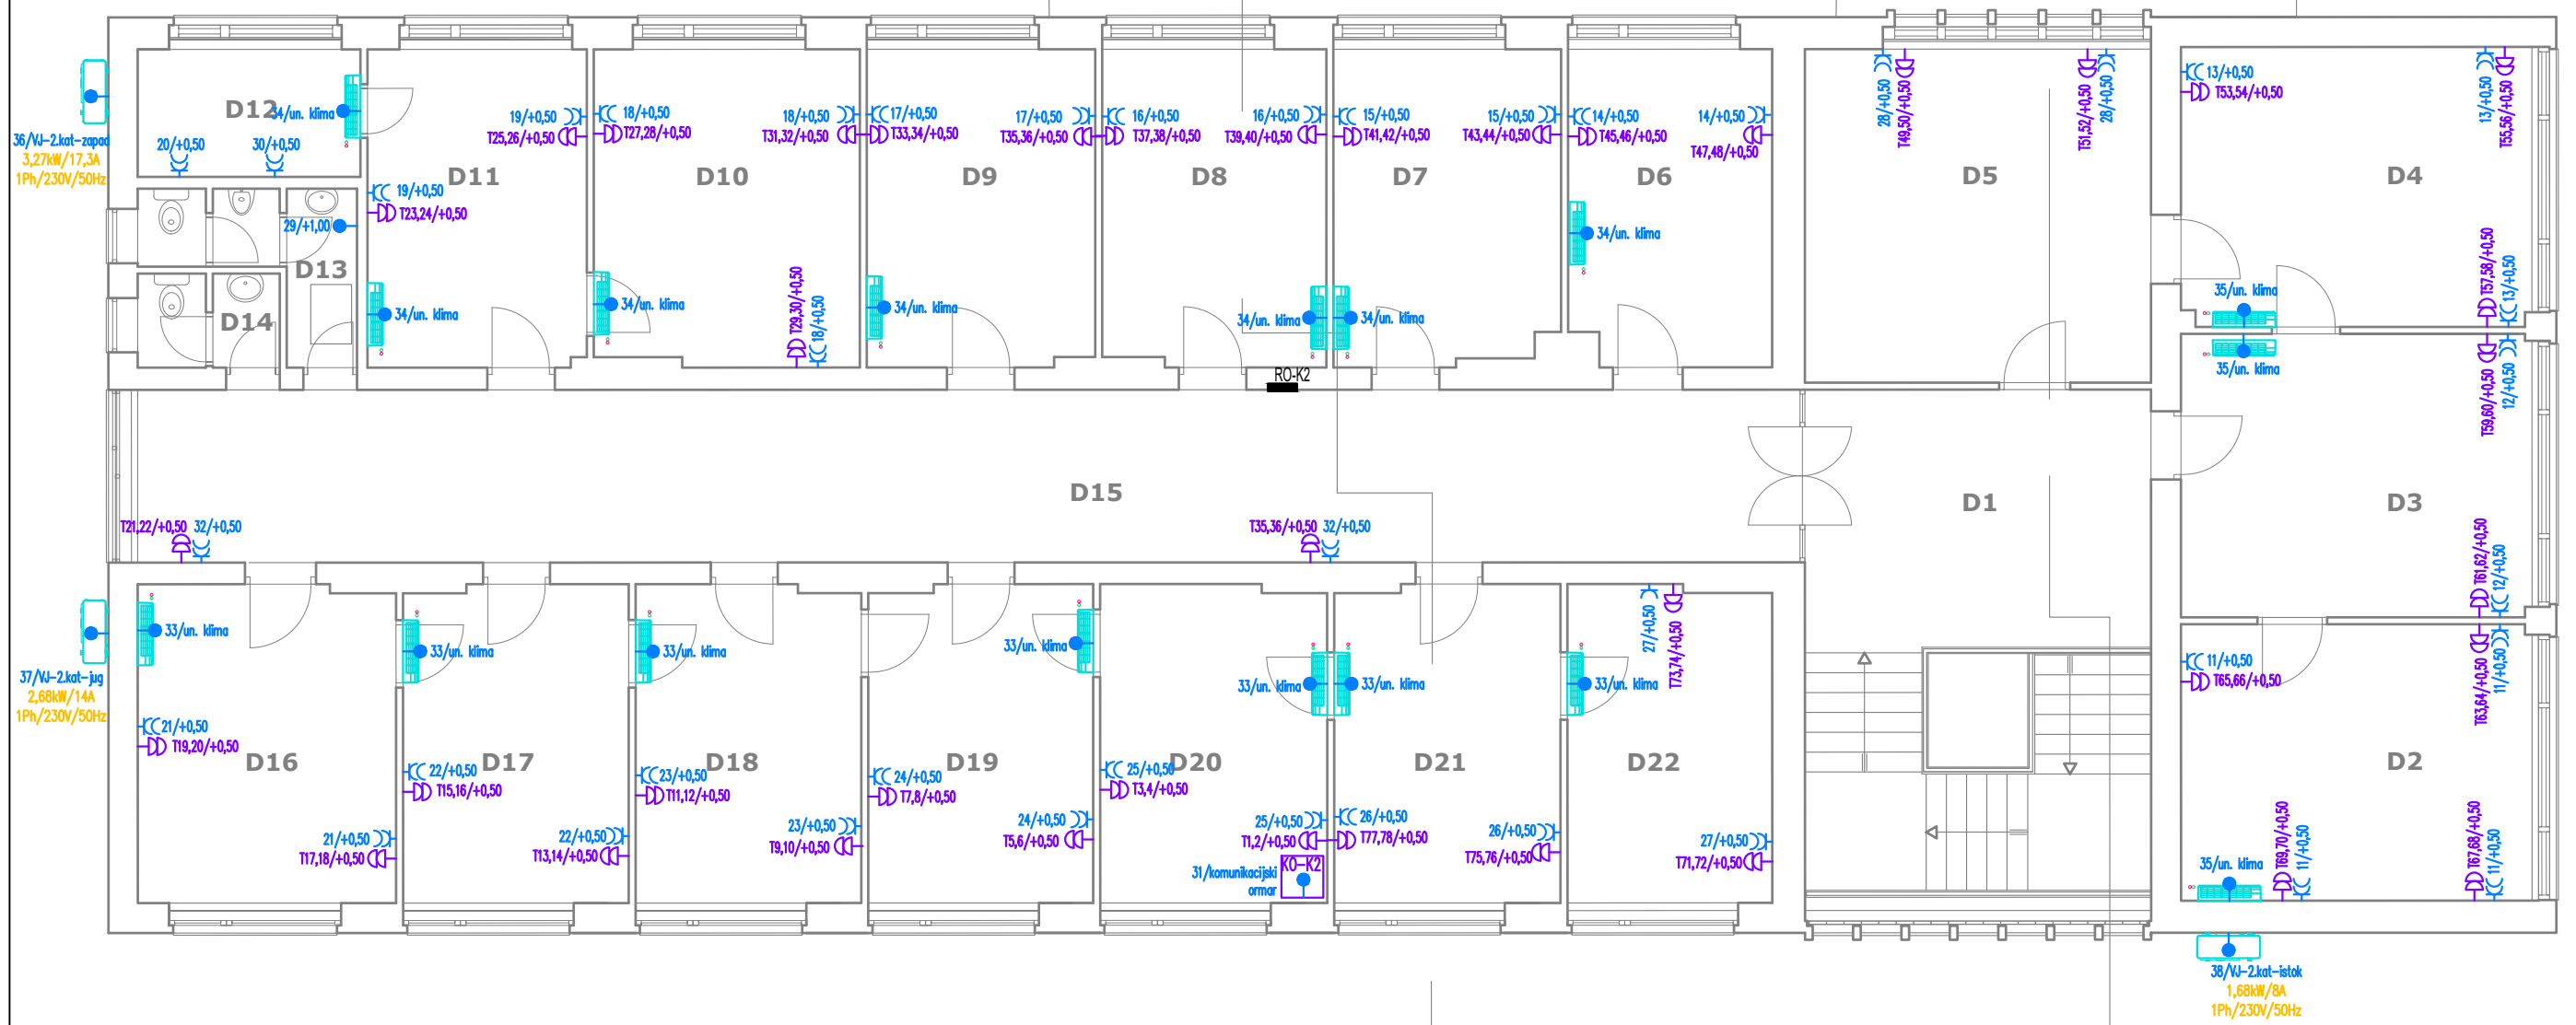 D12
34/un. klima
20/+0,50
30/+0,50
36/VJ-2.kat-zapad
3,27kW/17,3A
1Ph/230V/50Hz
29/+1,00
D13
D14
19/+0,50
T25,26/+0,50
D11
19/+0,50
T23,24/+0,50
34/un. klima
18/+0,50
T27,28/+0,50
18/+0,50
T31,32/+0,50
D10
34/un. klima
T29,30/+0,50
18/+0,50
17/+0,50
T33,34/+0,50
17/+0,50
T35,36/+0,50
D9
34/un. klima
16/+0,50
T37,38/+0,50
16/+0,50
T39,40/+0,50
D8
34/un. klima
15/+0,50
T41,42/+0,50
15/+0,50
T43,44/+0,50
D7
34/un. klima
14/+0,50
T45,46/+0,50
14/+0,50
T47,48/+0,50
D6
34/un. klima
28/+0,50
T49,50/+0,50
T51,52/+0,50
28/+0,50
D5
13/+0,50
T53,54/+0,50
13/+0,50
T55,56/+0,50
D4
T57,58/+0,50
13/+0,50
35/un. klima
35/un. klima
T59,60/+0,50
12/+0,50
RO-K2
D15
D1
D3
T21,22/+0,50
32/+0,50
T35,36/+0,50
32/+0,50
T61,62/+0,50
12/+0,50
37/VJ-2.kat-jug
2,68kW/14A
1Ph/230V/50Hz
33/un. klima
21/+0,50
T19,20/+0,50
D16
21/+0,50
T17,18/+0,50
33/un. klima
D17
22/+0,50
T15,16/+0,50
22/+0,50
T13,14/+0,50
33/un. klima
D18
23/+0,50
T11,12/+0,50
23/+0,50
T9,10/+0,50
33/un. klima
D19
24/+0,50
T7,8/+0,50
24/+0,50
T5,6/+0,50
33/un. klima
D20
25/+0,50
T3,4/+0,50
25/+0,50
T1,2/+0,50
KO-K2
31/komunikacijski
ormar
33/un. klima
D21
26/+0,50
T77,78/+0,50
26/+0,50
T75,76/+0,50
27/+0,50
T73,74/+0,50
33/un. klima
D22
27/+0,50
T71,72/+0,50
11/+0,50
T65,66/+0,50
T63,64/+0,50
11/+0,50
D2
35/un. klima
T69,70/+0,50
11/+0,50
T67,68/+0,50
11/+0,50
38/VJ-2.kat-istok
1,68kW/8A
1Ph/230V/50Hz